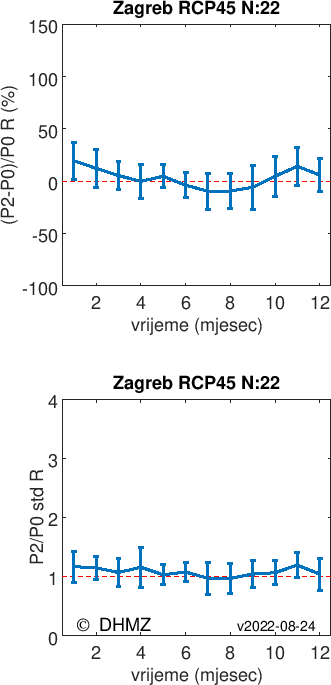 Zagreb RCP45 N:22
150
100
50
0
-50
-100
(P2-P0)/P0 R (%)
2 4 6 8 10 12
vrijeme (mjesec)
Zagreb RCP45 N:22
4
3
2
1
0
P2/P0 std R
© DHMZ v2022-08-24
2 4 6 8 10 12
vrijeme (mjesec)